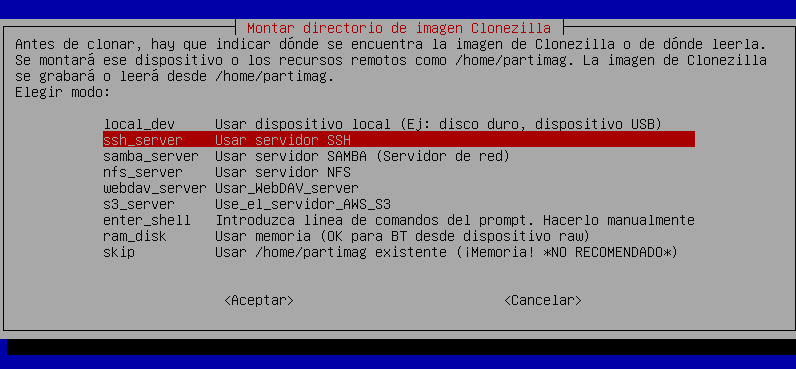 Montar directorio de imagen Clonezilla
Antes de clonar, hay que indicar dónde se encuentra la imagen de Clonezilla o de dónde leerla.
Se montará ese dispositivo o los recursos remotos como /home/partimag. La imagen de Clonezilla
se grabará o leerá desde /home/partimag.
Elegir modo:
local_dev Usar dispositivo local (Ej: disco duro, dispositivo USB)
ssh_server Usar servidor SSH
samba_server Usar servidor SAMBA (Servidor de red)
nfs_server Usar servidor NFS
webdav_server Usar_WebDAV_server
s3_server Use_el_servidor_AWS_S3
enter_shell Introduzca linea de comandos del prompt. Hacerlo manualmente
ram_disk Usar memoria (OK para BT desde dispositivo raw)
skip Usar /home/partimag existente (¡Memoria! *NO RECOMENDADO*)
<Aceptar> <Cancelar>